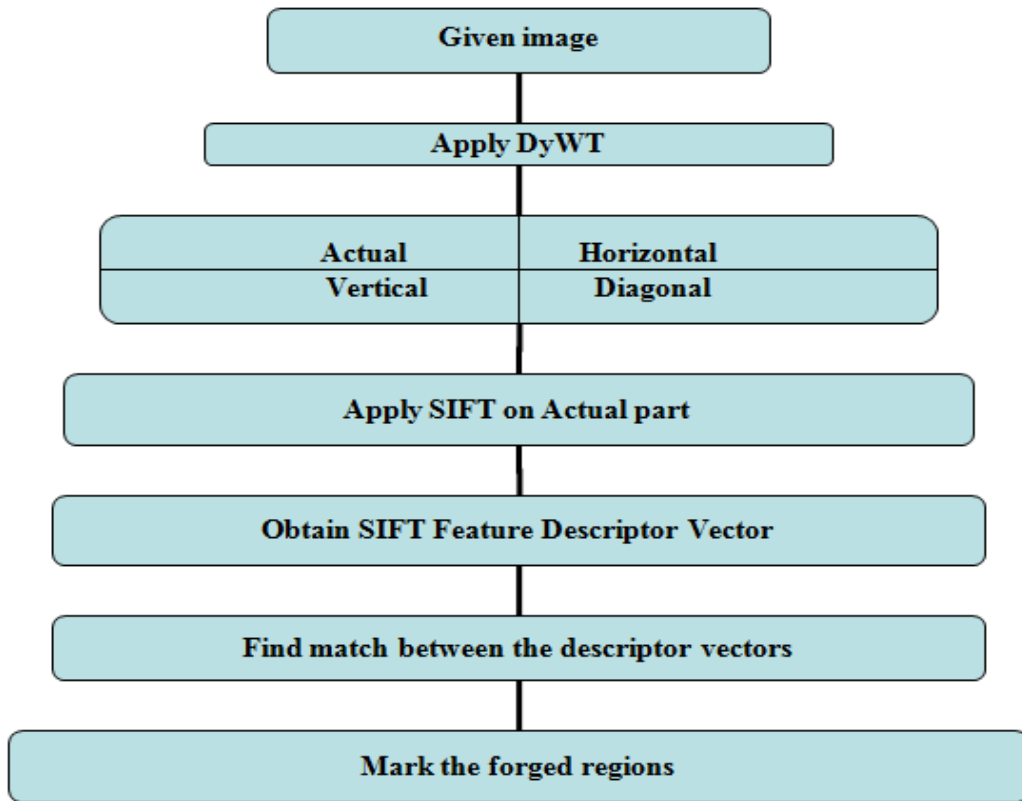 Given image
Apply DyWT
Actual Horizontal
Vertical Diagonal
Apply SIFT on Actual part
Obtain SIFT Feature Descriptor Vector
Find match between the descriptor vectors
Mark the forged regions